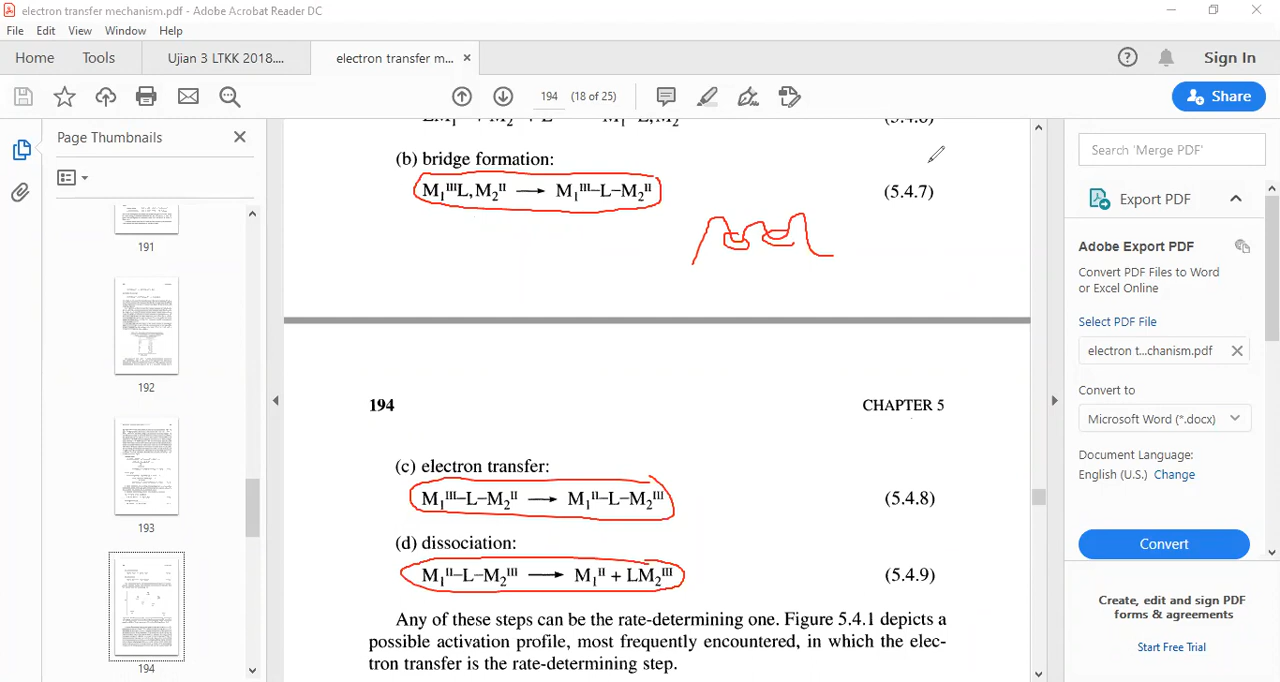 electron transfer mechanism.pdf - Adobe Acrobat Reader DC
File Edit View Window Help
Home Tools Ujian 3 LTKK 2018.... electron transfer m... ×
Sign In
194 (18 of 25)
Share
Page Thumbnails
191
192
193
194
(b) bridge formation:
M₁ᴵᴵᴵL, M₂ᴵᴵ → M₁ᴵᴵᴵ–L–M₂ᴵᴵ (5.4.7)
194 CHAPTER 5
(c) electron transfer:
M₁ᴵᴵᴵ–L–M₂ᴵᴵ → M₁ᴵᴵ–L–M₂ᴵᴵᴵ (5.4.8)
(d) dissociation:
M₁ᴵᴵ–L–M₂ᴵᴵᴵ → M₁ᴵᴵ + LM₂ᴵᴵᴵ (5.4.9)
Any of these steps can be the rate-determining one. Figure 5.4.1 depicts a
possible activation profile, most frequently encountered, in which the elec-
tron transfer is the rate-determining step.
Search 'Merge PDF'
Export PDF
Adobe Export PDF
Convert PDF Files to Word
or Excel Online
Select PDF File
electron t...chanism.pdf
Convert to
Microsoft Word (*.docx)
Document Language:
English (U.S.) Change
Convert
Create, edit and sign PDF
forms & agreements
Start Free Trial